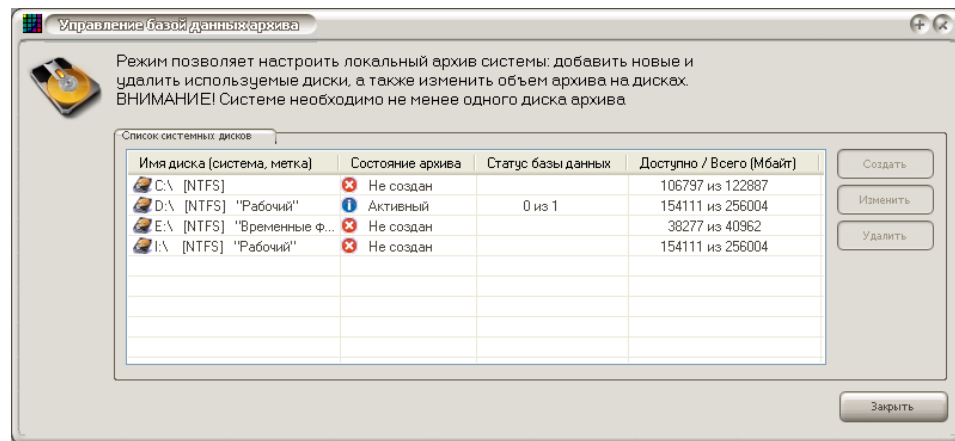 Управление базой данных архива
Режим позволяет настроить локальный архив системы: добавить новые и
удалить используемые диски, а также изменить объем архива на дисках.
ВНИМАНИЕ! Системе необходимо не менее одного диска архива
Список системных дисков
Имя диска (система, метка) Состояние архива Статус базы данных Доступно / Всего (Мбайт)
C:\ [NTFS] Не создан 106797 из 122887
D:\ [NTFS] "Рабочий" Активный 0 из 1 154111 из 256004
E:\ [NTFS] "Временные ф... Не создан 38277 из 40962
I:\ [NTFS] "Рабочий" Не создан 154111 из 256004
Создать
Изменить
Удалить
Закрыть